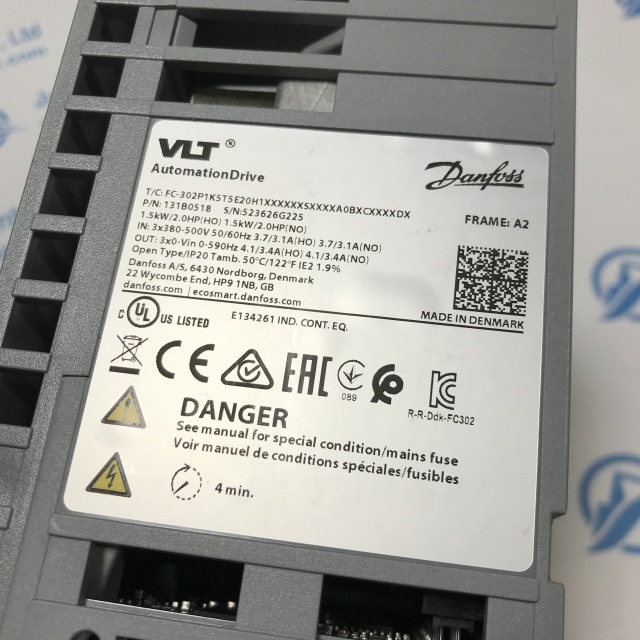 VLT ®
AutomationDrive
Danfoss
T/C: FC-302P1K5T5E20H1XXXXXXSXXXXA0BXCXXXXDX
P/N: 131B0518 S/N: 523626G225
1.5kW/2.0HP(HO) 1.5kW/2.0HP(NO)
FRAME: A2
IN: 3x380-500V 50/60Hz 3.7/3.1A(HO) 3.7/3.1A(NO)
OUT: 3x0-Vin 0-590Hz 4.1/3.4A(HO) 4.1/3.4A(NO)
Open Type/IP20 Tamb. 50°C/122°F IE2 1.9%
Danfoss A/S, 6430 Nordborg, Denmark
22 Wycombe End, HP9 1NB, GB
danfoss.com | ecosmart.danfoss.com
MADE IN DENMARK
c UL US LISTED E134261 IND. CONT. EQ.
CE EAC
089
R-R-Ddk-FC302
DANGER
See manual for special condition/mains fuse
Voir manuel de conditions spéciales/fusibles
4 min.